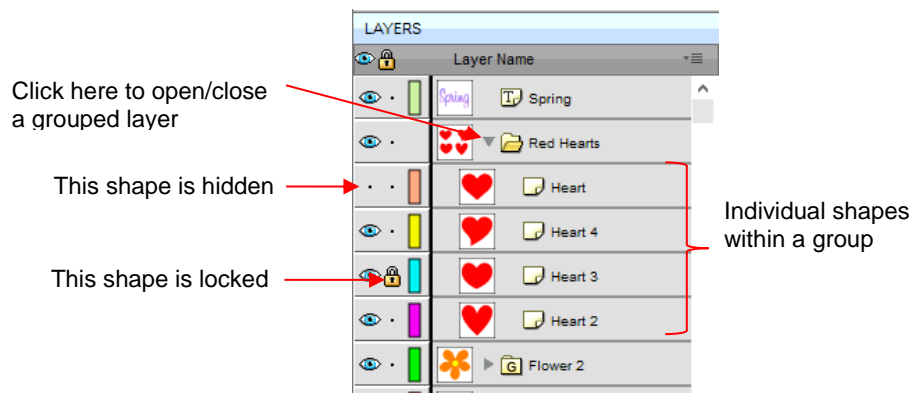 LAYERS
Layer Name
Click here to open/close
a grouped layer
Spring
Spring
Red Hearts
This shape is hidden
Heart
Heart 4
Individual shapes
within a group
This shape is locked
Heart 3
Heart 2
G
Flower 2